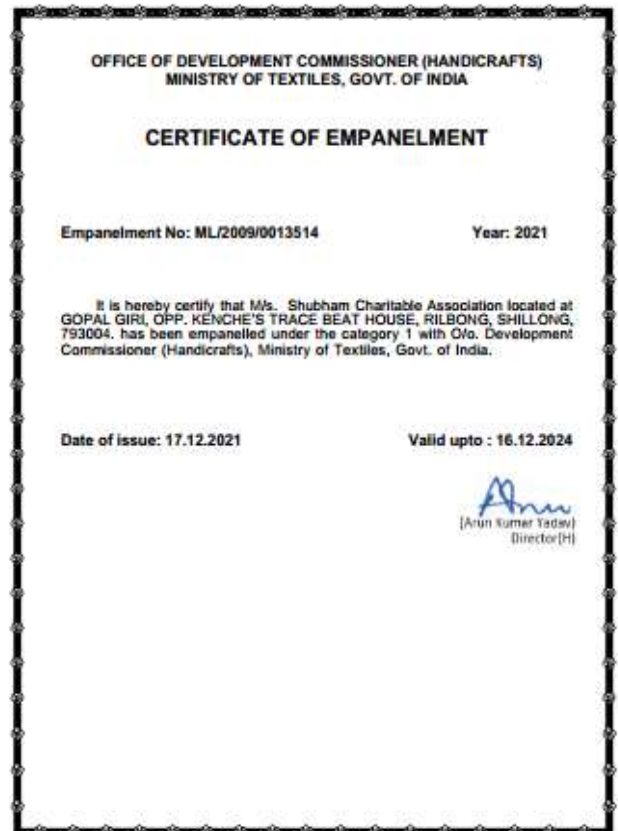 OFFICE OF DEVELOPMENT COMMISSIONER (HANDICRAFTS)
MINISTRY OF TEXTILES, GOVT. OF INDIA
CERTIFICATE OF EMPANELMENT
Empanelment No: ML/2009/0013514 Year: 2021
It is hereby certify that M/s. Shubham Charitable Association located at
GOPAL GIRI, OPP. KENCHE'S TRACE BEAT HOUSE, RILBONG, SHILLONG,
793004. has been empanelled under the category 1 with O/o. Development
Commissioner (Handicrafts), Ministry of Textiles, Govt. of India.
Date of issue: 17.12.2021 Valid upto : 16.12.2024
(Arun Kumar Yadav)
Director(H)